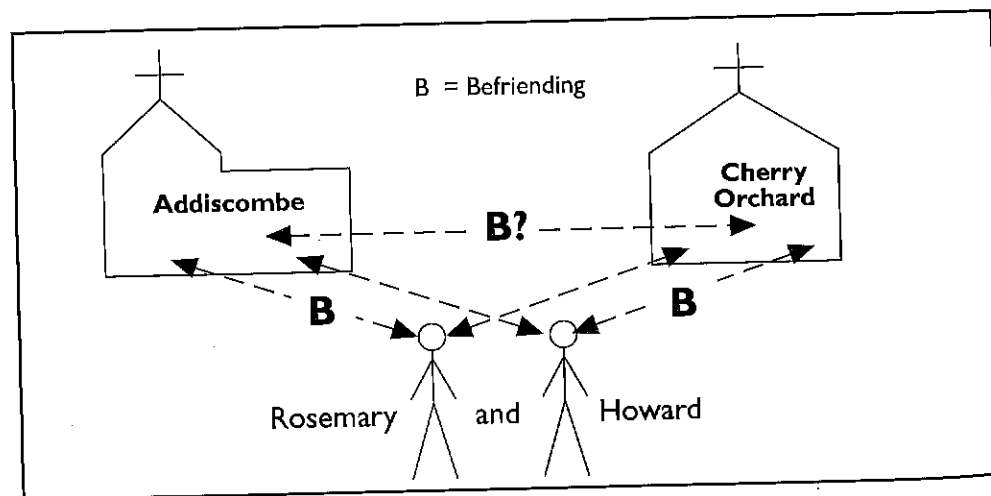 B = Befriending
Addiscombe
Cherry
Orchard
B?
B
B
Rosemary and Howard